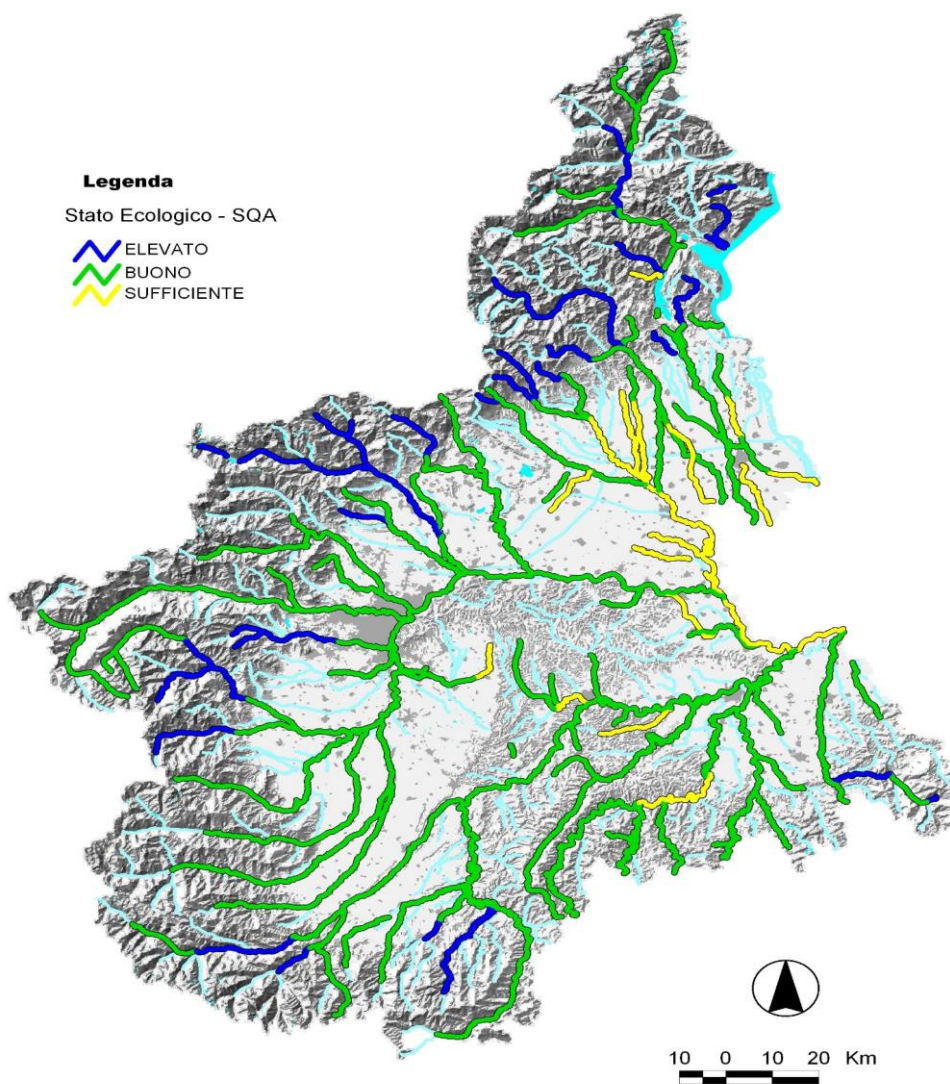 Legenda
Stato Ecologico - SQA
ELEVATO
BUONO
SUFFICIENTE
10 0 10 20 Km